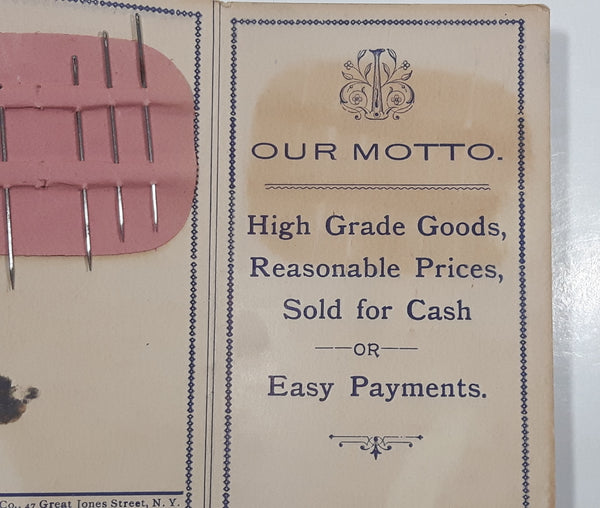 OUR MOTTO.
High Grade Goods,
Reasonable Prices,
Sold for Cash
—OR—
Easy Payments.
Co., 47 Great Jones Street, N. Y.